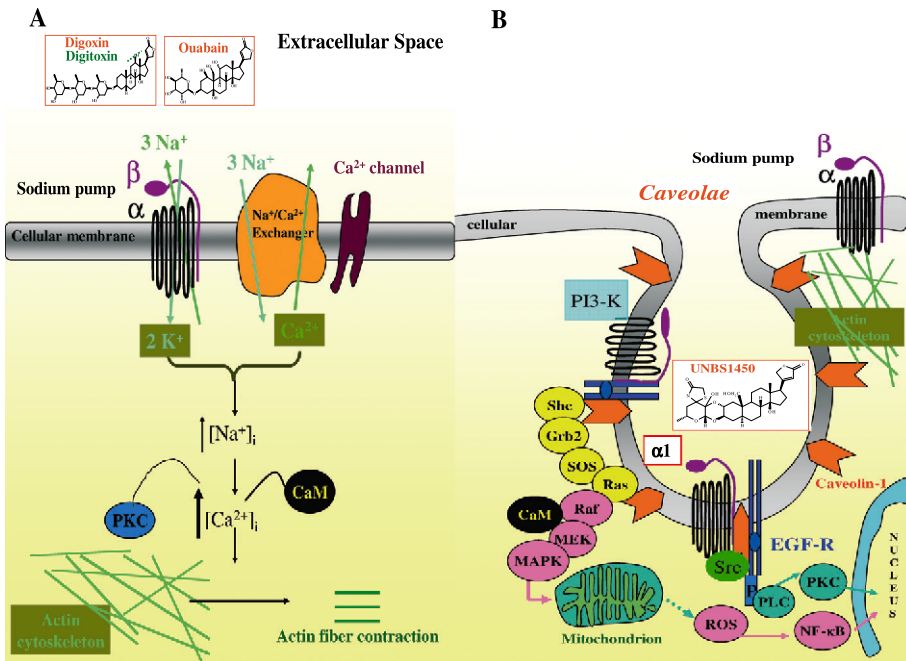 A
Digoxin
Digitoxin
Ouabain
Extracellular Space
3 Na⁺
3 Na⁺
Ca²⁺ channel
β
Sodium pump
α
Cellular membrane
Na⁺/Ca²⁺
Exchanger
2 K⁺
Ca²⁺
[Na⁺]i
PKC
CaM
[Ca²⁺]i
Actin
cytoskeleton
Actin fiber contraction
B
Sodium pump
β
α
Caveolae
cellular
membrane
PI3-K
Actin
cytoskeleton
UNBS1450
Shc
Grb2
SOS
Ras
α1
Caveolin-1
CaM
Raf
MEK
MAPK
EGF-R
Src
P
PLC
PKC
NUCLEUS
Mitochondrion
ROS
NF-κB